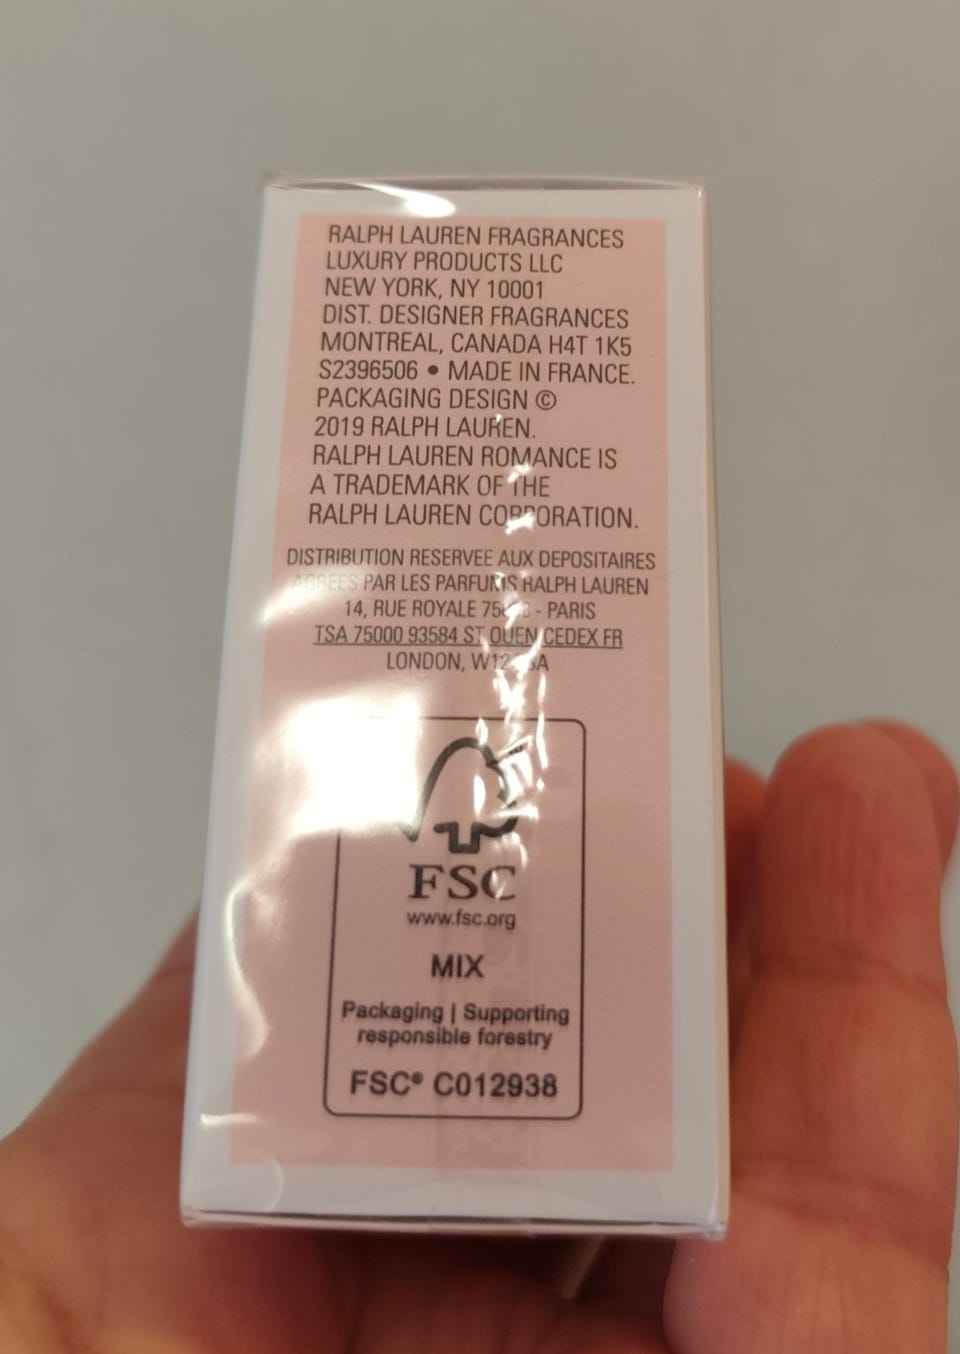 RALPH LAUREN FRAGRANCES
LUXURY PRODUCTS LLC
NEW YORK, NY 10001
DIST. DESIGNER FRAGRANCES
MONTREAL, CANADA H4T 1K5
S2396506 • MADE IN FRANCE.
PACKAGING DESIGN ©
2019 RALPH LAUREN.
RALPH LAUREN ROMANCE IS
A TRADEMARK OF THE
RALPH LAUREN CORPORATION.
DISTRIBUTION RESERVEE AUX DEPOSITAIRES
AGREES PAR LES PARFUMS RALPH LAUREN
14, RUE ROYALE - PARIS
TSA 75000 93584 ST OUEN CEDEX FR
LONDON,
FSC
www.fsc.org
MIX
Packaging | Supporting
responsible forestry
FSC® C012938